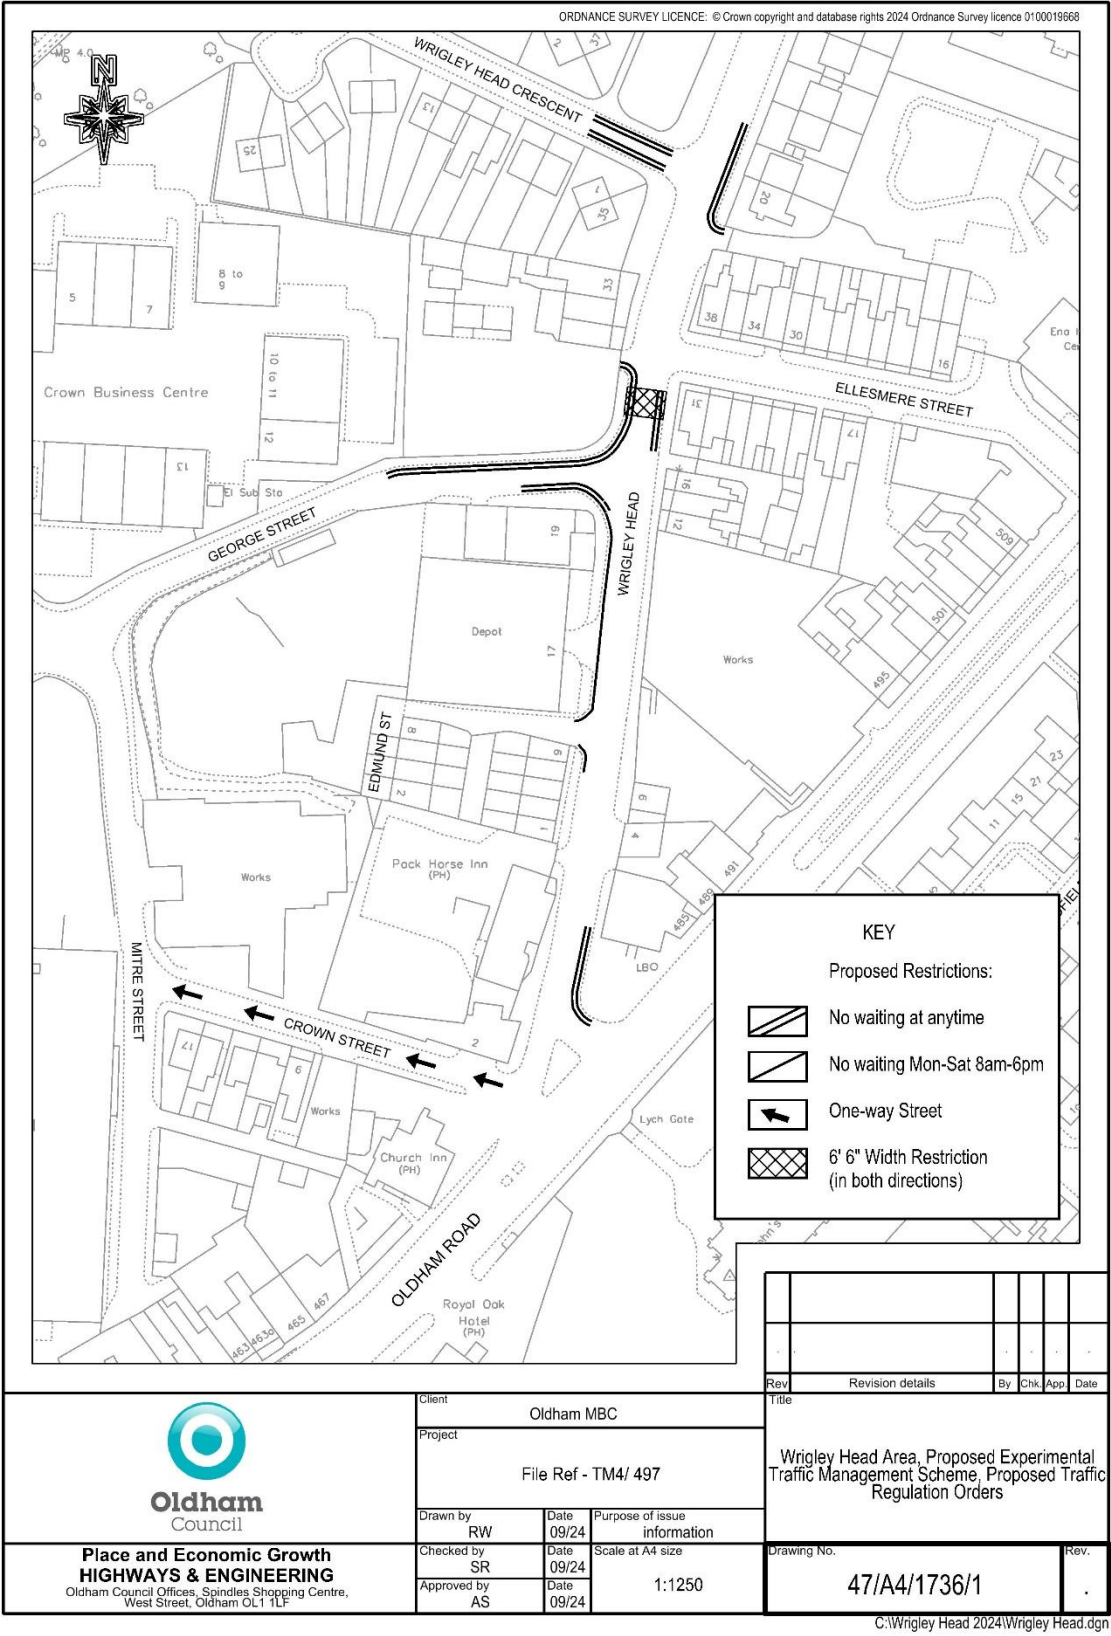 ORDNANCE SURVEY LICENCE: © Crown copyright and database rights 2024 Ordnance Survey licence 0100019668
MP 4.0
N
WRIGLEY HEAD CRESCENT
2
37
13
25
1
35
20
33
8 to
9
5
7
38
34
30
16
Crown Business Centre
10 to 11
12
ELLESMERE STREET
31
17
13
El Sub Sta
GEORGE STREET
16
12
19
WRIGLEY HEAD
509
501
495
Depot
17
Works
EDMUND ST
8
2
9
1
6
4
23
21
15
11
Works
Pack Horse Inn
(PH)
491
489
485
LBO
MITRE STREET
CROWN STREET
2
17
9
Works
Church Inn
(PH)
Lych Gate
OLDHAM ROAD
Royal Oak
Hotel
(PH)
467
465
463a
463
KEY
Proposed Restrictions:
No waiting at anytime
No waiting Mon-Sat 8am-6pm
One-way Street
6' 6" Width Restriction
(in both directions)
Rev
Revision details
By
Chk.
App.
Date
Oldham
Council
Place and Economic Growth
HIGHWAYS & ENGINEERING
Oldham Council Offices, Spindles Shopping Centre,
West Street, Oldham OL1 1LF
Client
Oldham MBC
Project
File Ref - TM4/ 497
Drawn by
RW
Date
09/24
Purpose of issue
information
Checked by
SR
Date
09/24
Scale at A4 size
1:1250
Approved by
AS
Date
09/24
Title
Wrigley Head Area, Proposed Experimental
Traffic Management Scheme, Proposed Traffic
Regulation Orders
Drawing No.
47/A4/1736/1
Rev.
.
C:\Wrigley Head 2024\Wrigley Head.dgn